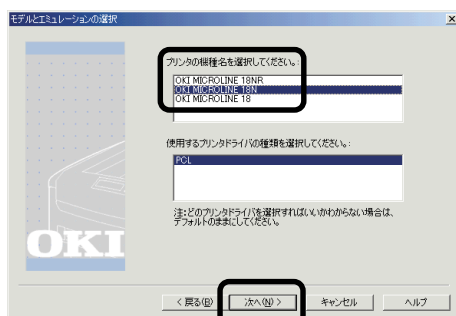 モデルとエミュレーションの選択
プリンタの機種名を選択してください。:
OKI MICROLINE 18NR
OKI MICROLINE 18N
OKI MICROLINE 18
使用するプリンタドライバの種類を選択してください。:
PCL
注:どのプリンタドライバを選択すればいいかわからない場合は、
デフォルトのままにしてください。
OKI
< 戻る(B)
次へ(N) >
キャンセル
ヘルプ